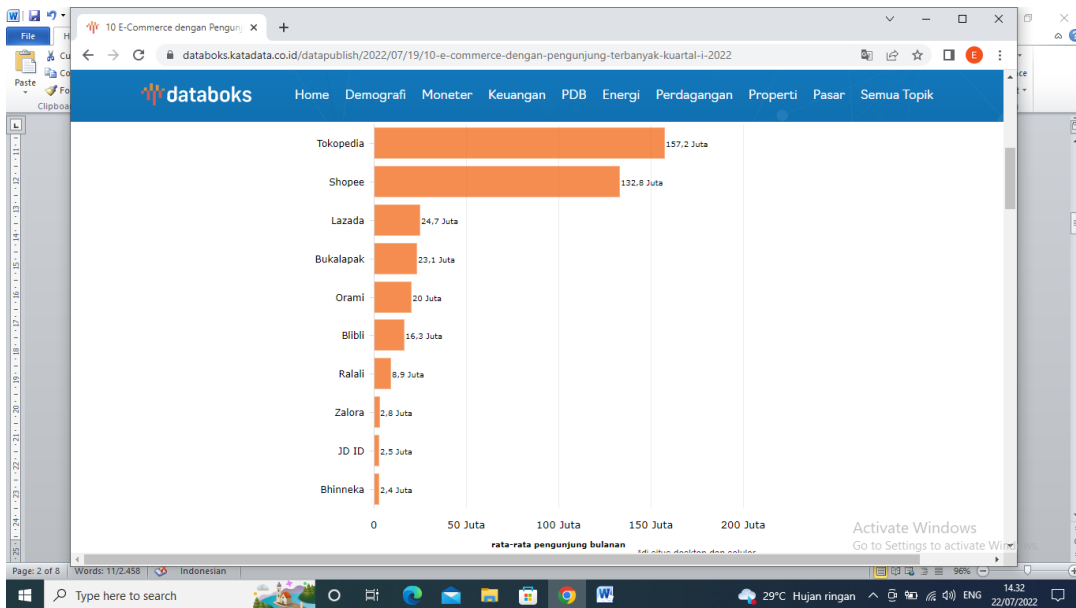 File
H
Cu
Co
Paste
Fo
Clipboa
10 E-Commerce dengan Pengunj
databoks.katadata.co.id/datapublish/2022/07/19/10-e-commerce-dengan-pengunjung-terbanyak-kuartal-i-2022
E
databoks
Home Demografi Moneter Keuangan PDB Energi Perdagangan Properti Pasar Semua Topik
Tokopedia 157,2 Juta
Shopee 132,8 Juta
Lazada 24,7 Juta
Bukalapak 23,1 Juta
Orami 20 Juta
Blibli 16,3 Juta
Ralali 8,9 Juta
Zalora 2,8 Juta
JD ID 2,5 Juta
Bhinneka 2,4 Juta
0 50 Juta 100 Juta 150 Juta 200 Juta
rata-rata pengunjung bulanan
Activate Windows
Go to Settings to activate Windows.
Page: 2 of 8 Words: 11/2.458 Indonesian 96%
Type here to search
29°C Hujan ringan ENG
14.32
22/07/2022